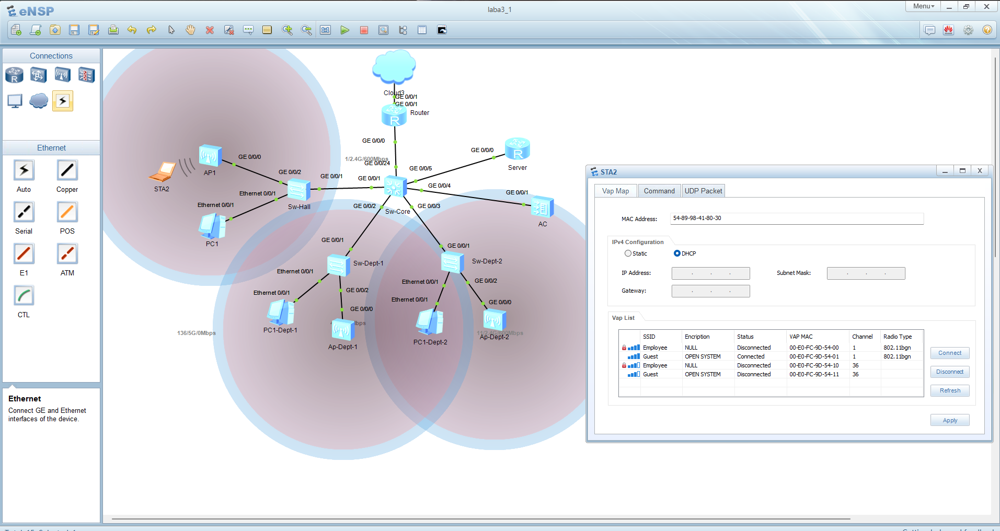 eNSP
laba3_1
Menu
Connections
Ethernet
Auto
Copper
Serial
POS
E1
ATM
CTL
Ethernet
Connect GE and Ethernet
interfaces of the device.
Cloud3
GE 0/0/1
GE 0/0/1
Router
GE 0/0/0
1/2.4G/600Mbps
GE 0/0/24
GE 0/0/0
Server
GE 0/0/5
GE 0/0/0
AP1
STA2
GE 0/0/2
GE 0/0/1
GE 0/0/1
GE 0/0/4
GE 0/0/1
Ethernet 0/0/1
Ethernet 0/0/1
Sw-Hall
GE 0/0/2
Sw-Core
GE 0/0/3
AC
PC1
GE 0/0/1
GE 0/0/1
Sw-Dept-1
Sw-Dept-2
Ethernet 0/0/1
Ethernet 0/0/1
GE 0/0/2
Ethernet 0/0/1
GE 0/0/2
Ethernet 0/0/1
GE 0/0/0
GE 0/0/0
PC1-Dept-1
136/5G/0Mbps
11/2.4G/600Mbps
Ap-Dept-1
PC1-Dept-2
Ap-Dept-2
STA2
Vap Map
Command
UDP Packet
MAC Address: 54-89-98-41-80-30
IPv4 Configuration
Static DHCP
IP Address: . . . Subnet Mask: . . .
Gateway: . . .
Vap List
SSID Encription Status VAP MAC Channel Radio Type
Employee NULL Disconnected 00-E0-FC-9D-54-00 1 802.11bgn
Guest OPEN SYSTEM Connected 00-E0-FC-9D-54-01 1 802.11bgn
Employee NULL Disconnected 00-E0-FC-9D-54-10 36
Guest OPEN SYSTEM Disconnected 00-E0-FC-9D-54-11 36
Connect
Disconnect
Refresh
Apply